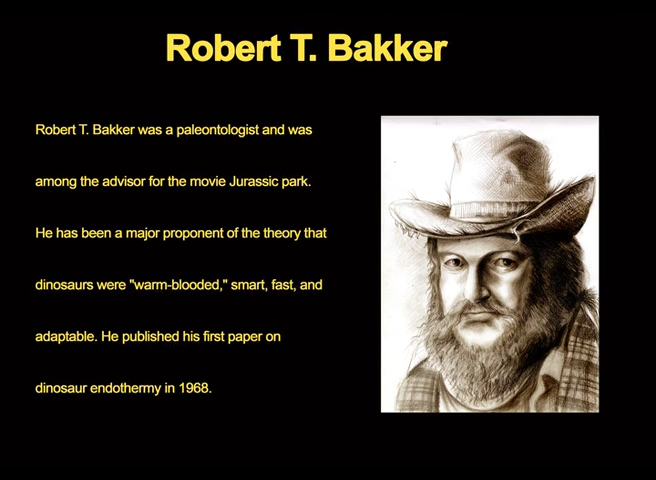 Robert T. Bakker
Robert T. Bakker was a paleontologist and was
among the advisor for the movie Jurassic park.
He has been a major proponent of the theory that
dinosaurs were "warm-blooded," smart, fast, and
adaptable. He published his first paper on
dinosaur endothermy in 1968.